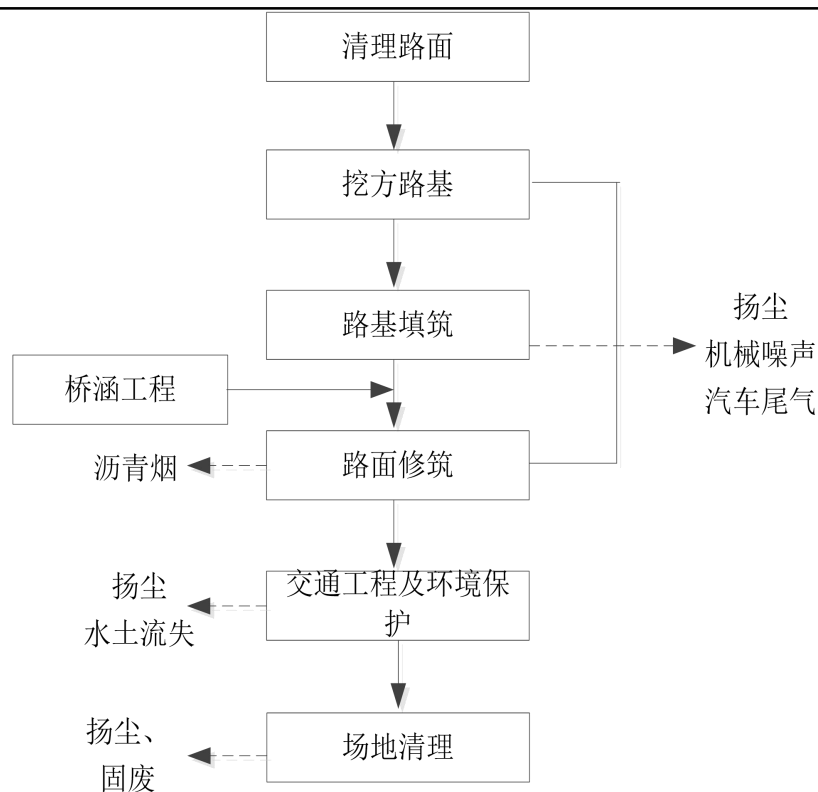 清理路面
挖方路基
扬尘
路基填筑
机械噪声
桥涵工程
汽车尾气
沥青烟
路面修筑
扬尘
水土流失
交通工程及环境保
护
扬尘、
固废
场地清理